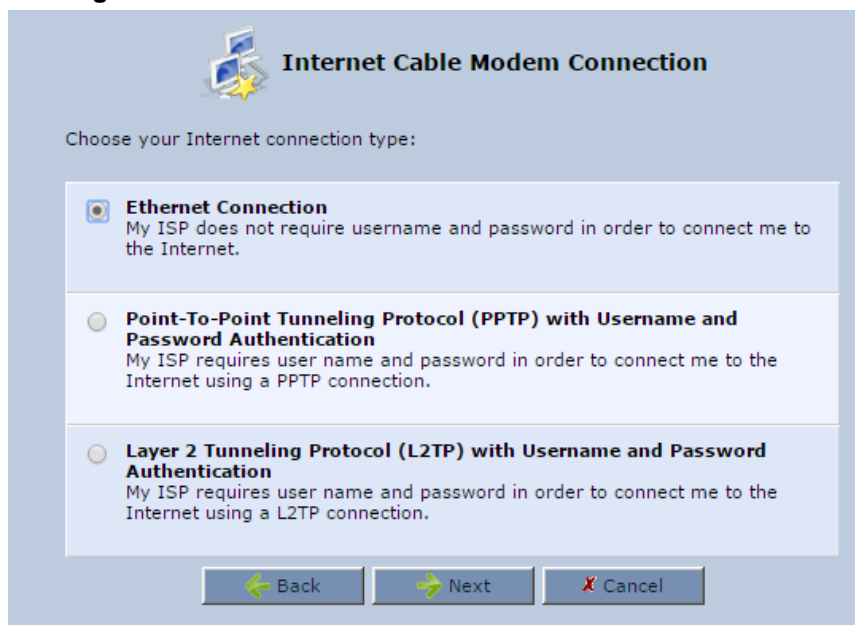 Internet Cable Modem Connection
Choose your Internet connection type:
Ethernet Connection
My ISP does not require username and password in order to connect me to
the Internet.
Point-To-Point Tunneling Protocol (PPTP) with Username and
Password Authentication
My ISP requires user name and password in order to connect me to the
Internet using a PPTP connection.
Layer 2 Tunneling Protocol (L2TP) with Username and Password
Authentication
My ISP requires user name and password in order to connect me to the
Internet using a L2TP connection.
Back Next Cancel